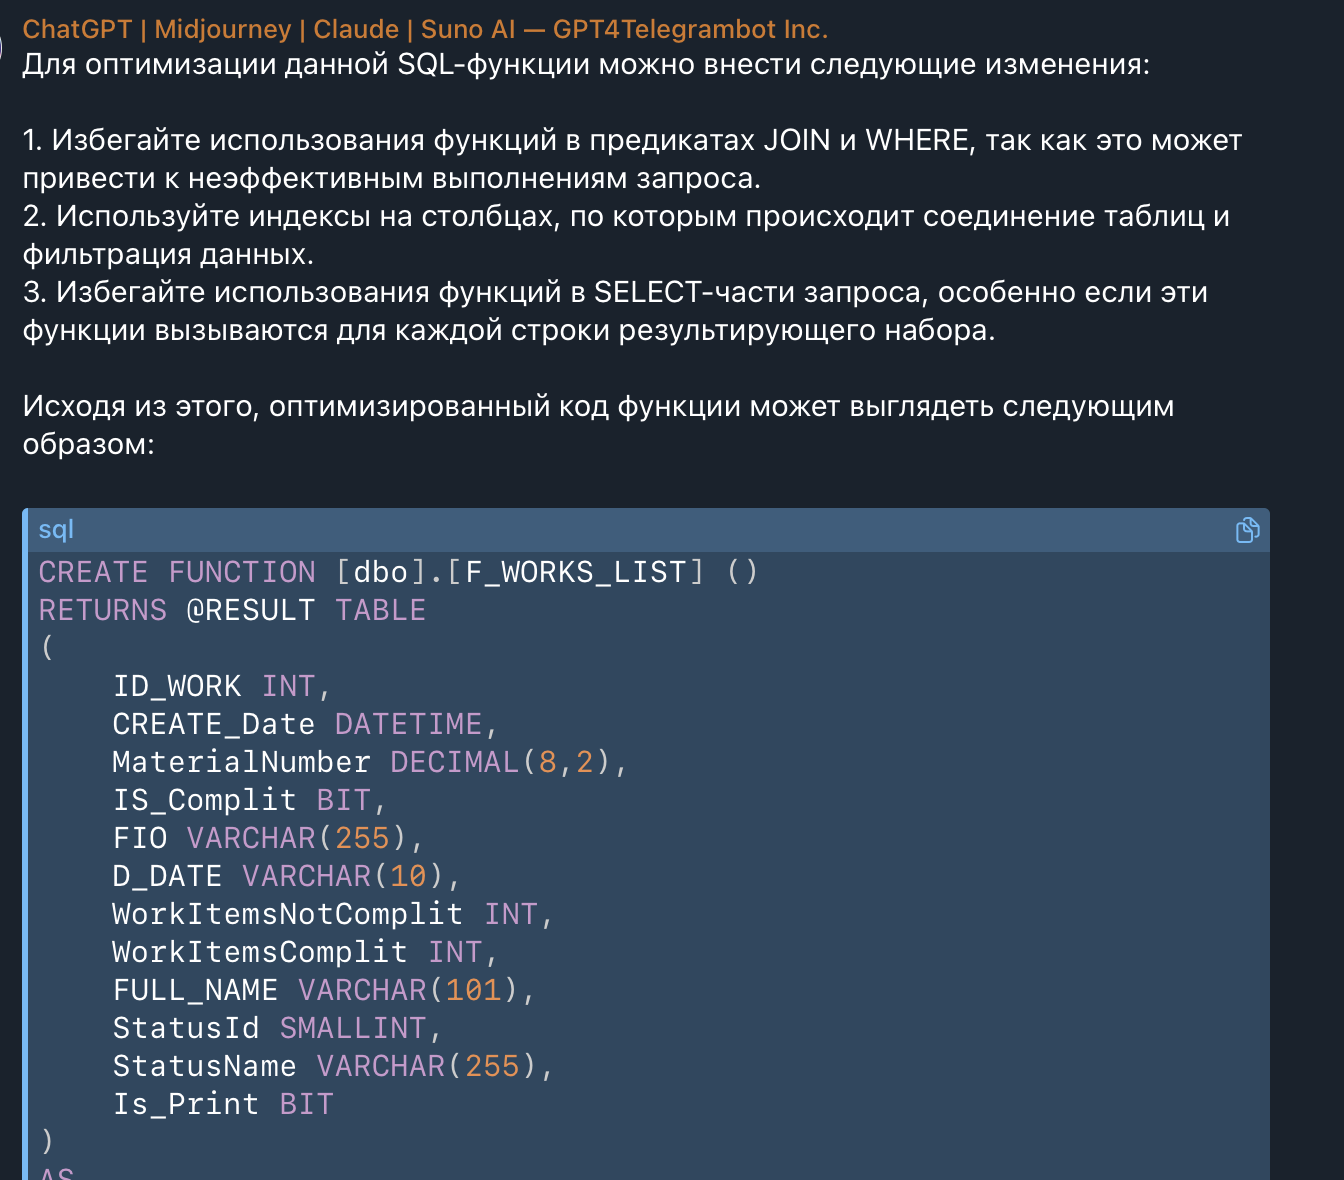 ChatGPT | Midjourney | Claude | Suno AI — GPT4Telegrambot Inc.
Для оптимизации данной SQL-функции можно внести следующие изменения:
1. Избегайте использования функций в предикатах JOIN и WHERE, так как это может
привести к неэффективным выполнениям запроса.
2. Используйте индексы на столбцах, по которым происходит соединение таблиц и
фильтрация данных.
3. Избегайте использования функций в SELECT-части запроса, особенно если эти
функции вызываются для каждой строки результирующего набора.
Исходя из этого, оптимизированный код функции может выглядеть следующим
образом:
sql
CREATE FUNCTION [dbo].[F_WORKS_LIST] ()
RETURNS @RESULT TABLE
(
    ID_WORK INT,
    CREATE_Date DATETIME,
    MaterialNumber DECIMAL(8,2),
    IS_Complit BIT,
    FIO VARCHAR(255),
    D_DATE VARCHAR(10),
    WorkItemsNotComplit INT,
    WorkItemsComplit INT,
    FULL_NAME VARCHAR(101),
    StatusId SMALLINT,
    StatusName VARCHAR(255),
    Is_Print BIT
)
AS